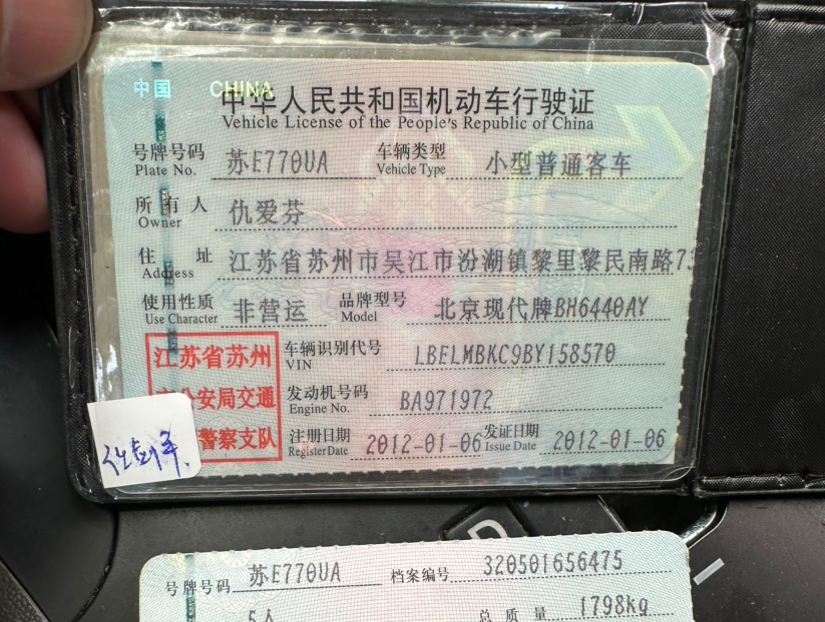 中国 CHINA
中华人民共和国机动车行驶证
Vehicle License of the People's Republic of China
号牌号码 苏E770UA 车辆类型 小型普通客车
Plate No. Vehicle Type
所有人 仇爱芬
Owner
住址 江苏省苏州市吴江市汾湖镇黎里黎民南路73
Address
使用性质 非营运 品牌型号 北京现代牌BH6440AY
Use Character Model
江苏省苏州 车辆识别代号 LBELMBKC9BY158570
VIN
公安局交通 发动机号码 BA971972
Engine No.
警察支队 注册日期 2012-01-06 发证日期 2012-01-06
Register Date Issue Date
号牌号码 苏E770UA 档案编号 320501656475
5人 总质量 1798kg